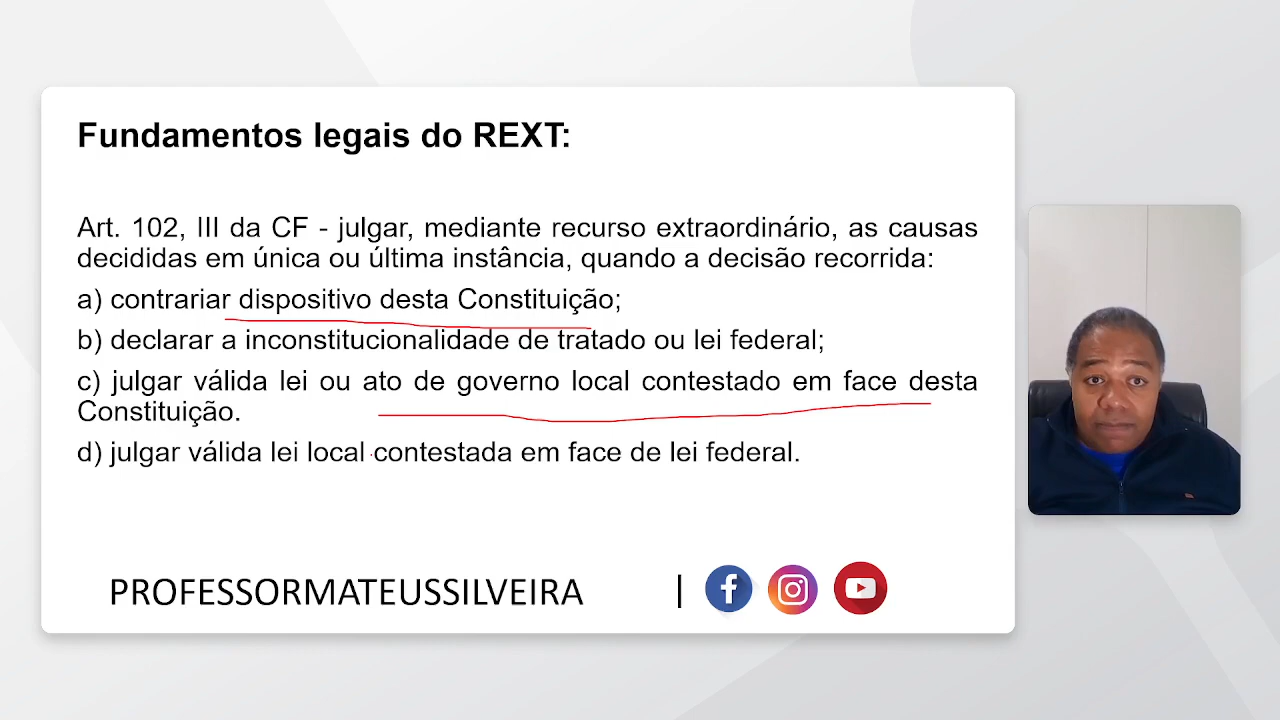 Fundamentos legais do REXT:
Art. 102, III da CF - julgar, mediante recurso extraordinário, as causas
decididas em única ou última instância, quando a decisão recorrida:
a) contrariar dispositivo desta Constituição;
b) declarar a inconstitucionalidade de tratado ou lei federal;
c) julgar válida lei ou ato de governo local contestado em face desta
Constituição.
d) julgar válida lei local contestada em face de lei federal.
PROFESSORMATEUSSILVEIRA |